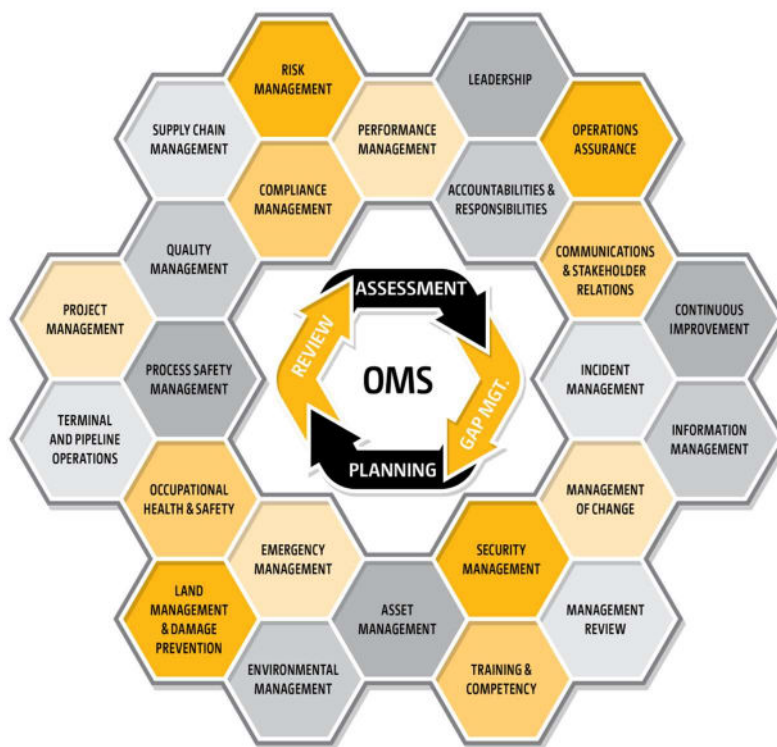 RISK
MANAGEMENT
LEADERSHIP
SUPPLY CHAIN
MANAGEMENT
PERFORMANCE
MANAGEMENT
OPERATIONS
ASSURANCE
COMPLIANCE
MANAGEMENT
ACCOUNTABILITIES &
RESPONSIBILITIES
QUALITY
MANAGEMENT
COMMUNICATIONS
& STAKEHOLDER
RELATIONS
PROJECT
MANAGEMENT
CONTINUOUS
IMPROVEMENT
ASSESSMENT
REVIEW
OMS
GAP MGT.
PLANNING
PROCESS SAFETY
MANAGEMENT
INCIDENT
MANAGEMENT
TERMINAL
AND PIPELINE
OPERATIONS
INFORMATION
MANAGEMENT
OCCUPATIONAL
HEALTH & SAFETY
MANAGEMENT
OF CHANGE
EMERGENCY
MANAGEMENT
SECURITY
MANAGEMENT
LAND
MANAGEMENT
& DAMAGE
PREVENTION
ASSET
MANAGEMENT
MANAGEMENT
REVIEW
ENVIRONMENTAL
MANAGEMENT
TRAINING &
COMPETENCY